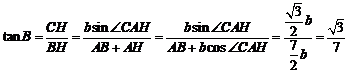 tanB = CH/BH = bsin∠CAH/(AB + AH) = bsin∠CAH/(AB + bcos∠CAH) = (√3/2 b)/(7/2 b) = √3/7